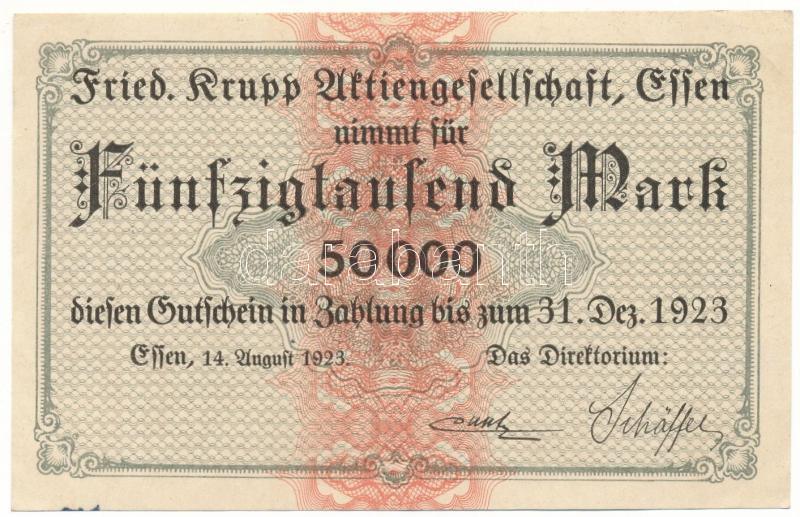 Fried. Krupp Aktiengesellschaft, Essen
nimmt für
Fünfzigtausend Mark
50000
diesen Gutschein in Zahlung bis zum 31. Dez. 1923
Essen, 14. August 1923. Das Direktorium:
Schäffer